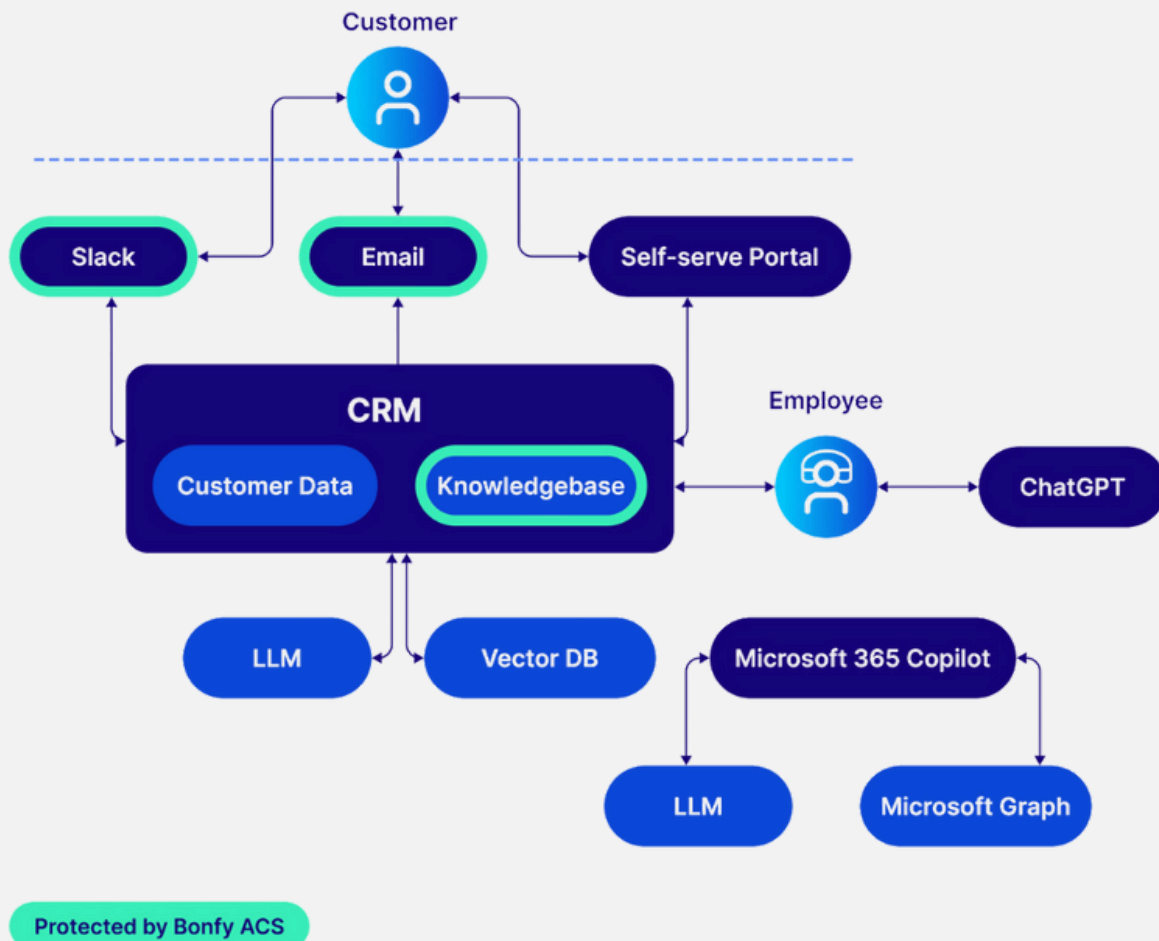 Customer
Slack
Email
Self-serve Portal
CRM
Customer Data
Knowledgebase
Employee
ChatGPT
LLM
Vector DB
Microsoft 365 Copilot
LLM
Microsoft Graph
Protected by Bonfy ACS